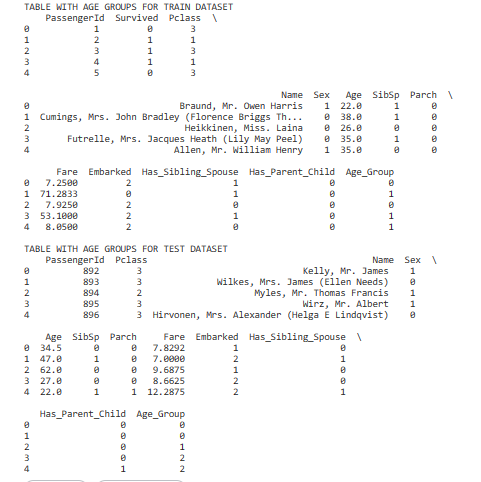 TABLE WITH AGE GROUPS FOR TRAIN DATASET
PassengerId Survived Pclass \
0 1 0 3
1 2 1 1
2 3 1 3
3 4 1 1
4 5 0 3
Name Sex Age SibSp Parch \
0 Braund, Mr. Owen Harris 1 22.0 1 0
1 Cumings, Mrs. John Bradley (Florence Briggs Th... 0 38.0 1 0
2 Heikkinen, Miss. Laina 0 26.0 0 0
3 Futrelle, Mrs. Jacques Heath (Lily May Peel) 0 35.0 1 0
4 Allen, Mr. William Henry 1 35.0 0 0
Fare Embarked Has_Sibling_Spouse Has_Parent_Child Age_Group
0 7.2500 2 1 0 0
1 71.2833 0 1 0 1
2 7.9250 2 0 0 0
3 53.1000 2 1 0 1
4 8.0500 2 0 0 1
TABLE WITH AGE GROUPS FOR TEST DATASET
PassengerId Pclass Name Sex \
0 892 3 Kelly, Mr. James 1
1 893 3 Wilkes, Mrs. James (Ellen Needs) 0
2 894 2 Myles, Mr. Thomas Francis 1
3 895 3 Wirz, Mr. Albert 1
4 896 3 Hirvonen, Mrs. Alexander (Helga E Lindqvist) 0
Age SibSp Parch Fare Embarked Has_Sibling_Spouse \
0 34.5 0 0 7.8292 1 0
1 47.0 1 0 7.0000 2 1
2 62.0 0 0 9.6875 1 0
3 27.0 0 0 8.6625 2 0
4 22.0 1 1 12.2875 2 1
Has_Parent_Child Age_Group
0 0 0
1 0 0
2 0 1
3 0 2
4 1 2